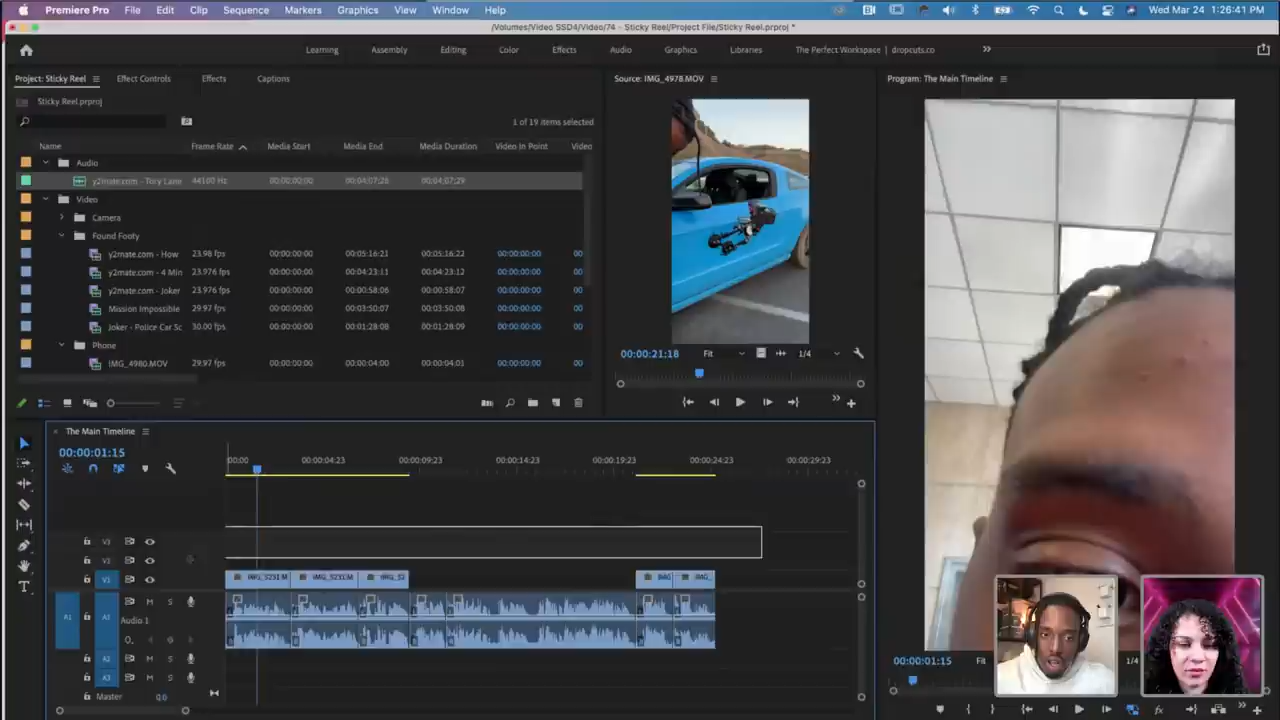 Premiere Pro File Edit Clip Sequence Markers Graphics View Window Help Wed Mar 24 1:26:41 PM
/Volumes/Video SSD4/Video/74 - Sticky Reel/Project File/Sticky Reel.prproj *
Learning Assembly Editing Color Effects Audio Graphics Libraries The Perfect Workspace | dropcuts.co
Project: Sticky Reel Effect Controls Effects Captions
Source: IMG_4978.MOV
Program: The Main Timeline
Sticky Reel.prproj
1 of 19 items selected
Name Frame Rate Media Start Media End Media Duration Video In Point Video
Audio
y2mate.com - Tory Lane 44100 Hz 00:00:00:00 00:04:07:28 00:04:07:29
Video
Camera
Found Footy
y2mate.com - How 23.98 fps 00:00:00:00 00:05:16:21 00:05:16:22 00:00:00:00 00
y2mate.com - 4 Min 23.976 fps 00:00:00:00 00:04:23:11 00:04:23:12 00:00:00:00 00
y2mate.com - Joker 23.976 fps 00:00:00:00 00:00:58:06 00:00:58:07 00:00:00:00 00
Mission Impossible 29.97 fps 00:00:00:00 00:03:50:07 00:03:50:08 00:00:00:00 00
Joker - Police Car Sc 30.00 fps 00:00:00:00 00:01:28:08 00:01:28:09 00:00:00:00 00
Phone
IMG_4980.MOV 29.97 fps 00:00:00:00 00:00:04:00 00:00:04:01 00:00:00:00 00
00:00:21:18 Fit 1/4
The Main Timeline
00:00:01:15
:00:00 00:00:04:23 00:00:09:23 00:00:14:23 00:00:19:23 00:00:24:23 00:00:29:23
V3
V2
V1 IMG_5231.M IMG_5233.M IMG_52
A1 M S
Audio 1
A2 M S
A3 M S
Master 0.0
00:00:01:15 Fit 1/4